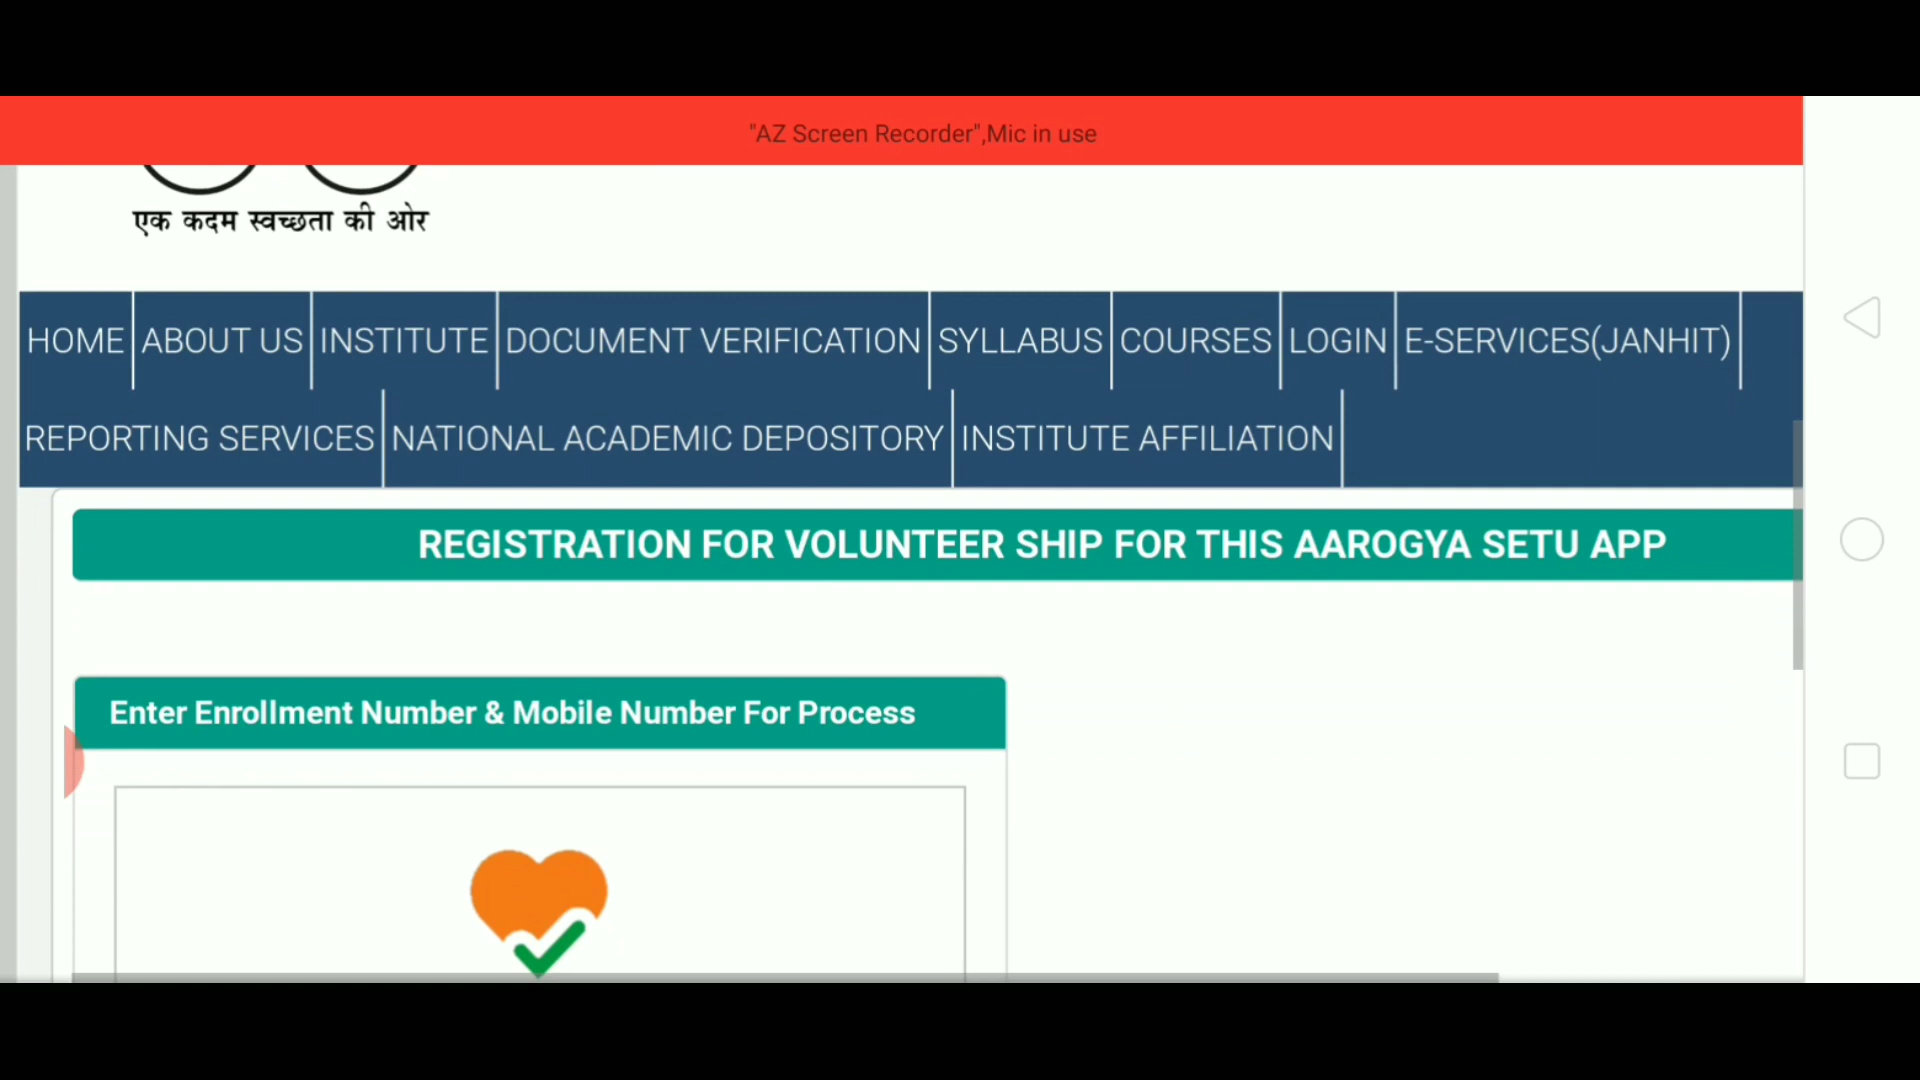 "AZ Screen Recorder",Mic in use
एक कदम स्वच्छता की ओर
HOME ABOUT US INSTITUTE DOCUMENT VERIFICATION SYLLABUS COURSES LOGIN E-SERVICES(JANHIT)
REPORTING SERVICES NATIONAL ACADEMIC DEPOSITORY INSTITUTE AFFILIATION
REGISTRATION FOR VOLUNTEER SHIP FOR THIS AAROGYA SETU APP
Enter Enrollment Number & Mobile Number For Process